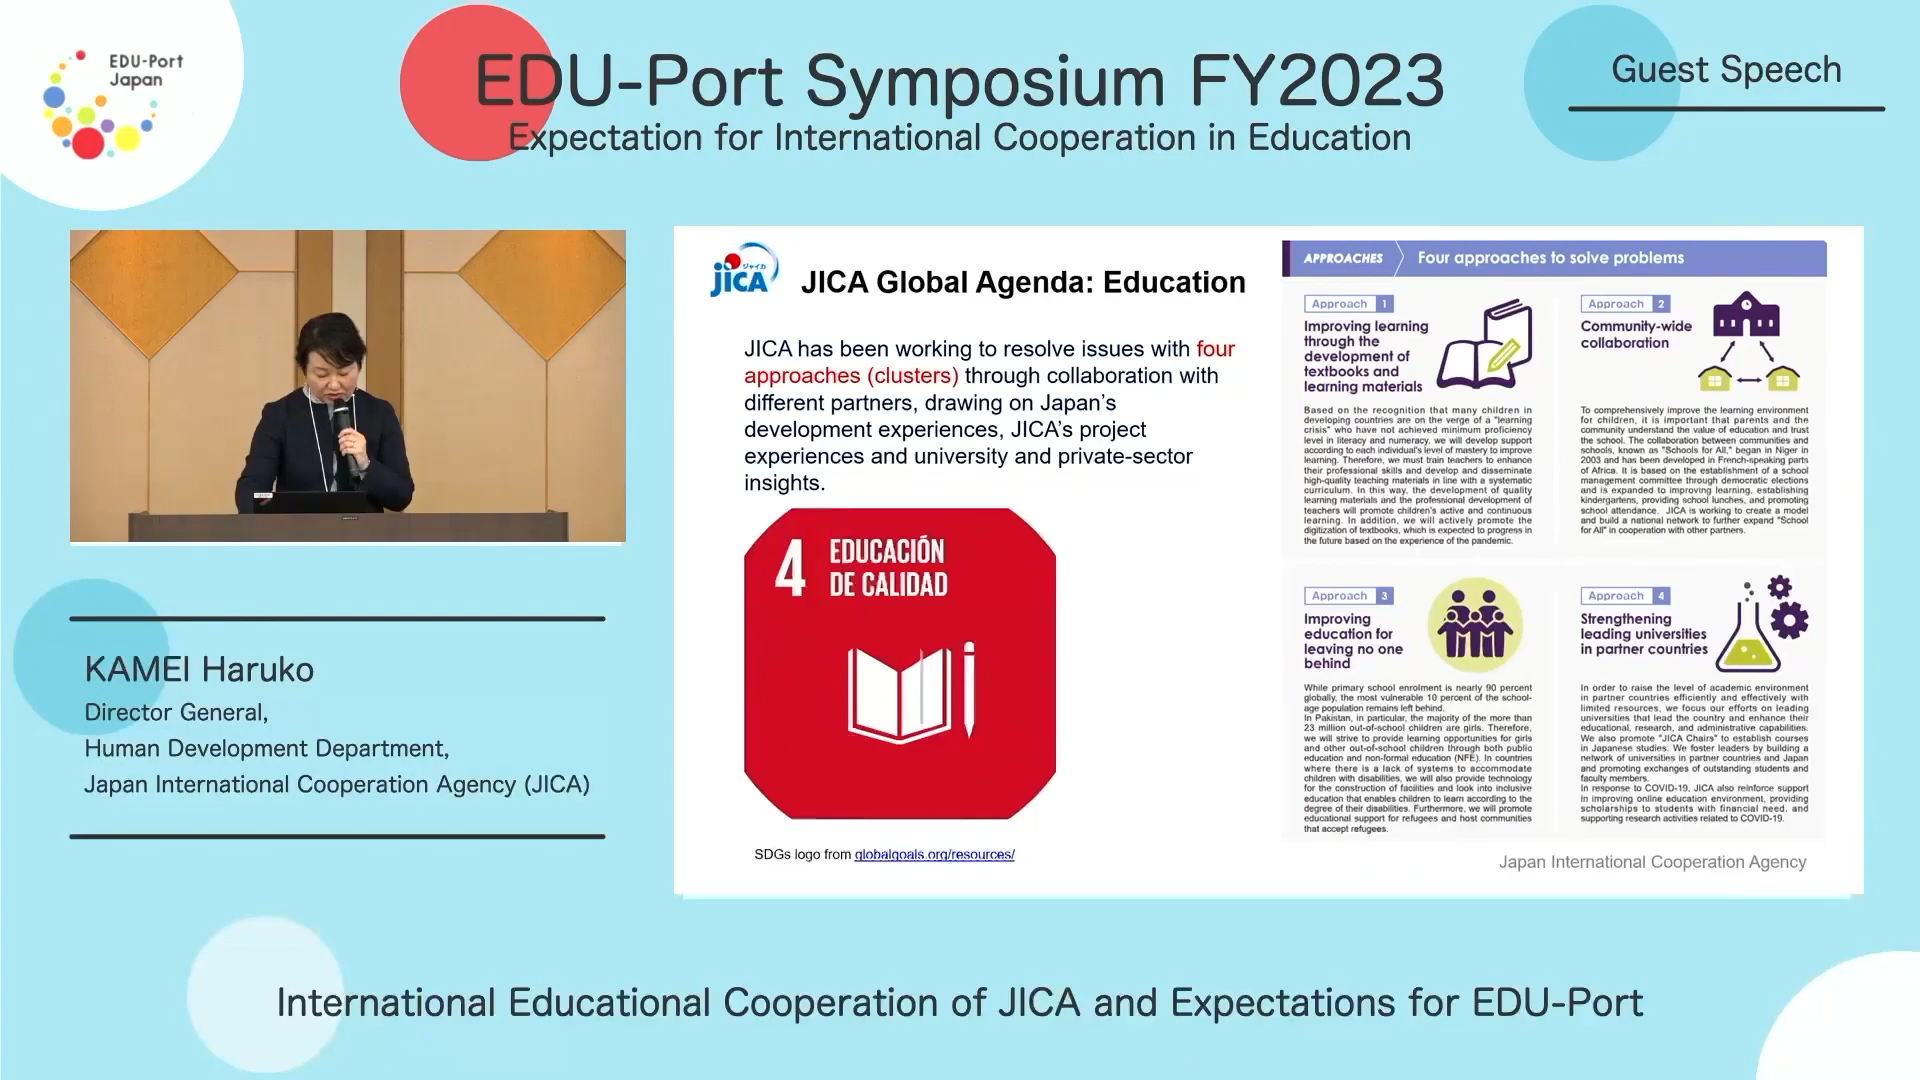 EDU-Port
Japan
EDU-Port Symposium FY2023
Expectation for International Cooperation in Education
Guest Speech
KAMEI Haruko
Director General,
Human Development Department,
Japan International Cooperation Agency (JICA)
ジャイカ
JICA
JICA Global Agenda: Education
JICA has been working to resolve issues with four
approaches (clusters) through collaboration with
different partners, drawing on Japan's
development experiences, JICA's project
experiences and university and private-sector
insights.
4 EDUCACIÓN
DE CALIDAD
SDGs logo from globalgoals.org/resources/
APPROACHES Four approaches to solve problems
Approach 1
Improving learning
through the
development of
textbooks and
learning materials
Based on the recognition that many children in
developing countries are on the verge of a "learning
crisis" who have not achieved minimum proficiency
level in literacy and numeracy, we will develop support
according to each individual's level of mastery to improve
learning. Therefore, we must train teachers to enhance
their professional skills and develop and disseminate
high-quality teaching materials in line with a systematic
curriculum. In this way, the development of quality
learning materials and the professional development of
teachers will promote children's active and continuous
learning. In addition, we will actively promote the
digitization of textbooks, which is expected to progress in
the future based on the experience of the pandemic.
Approach 2
Community-wide
collaboration
To comprehensively improve the learning environment
for children, it is important that parents and the
community understand the value of education and trust
the school. The collaboration between communities and
schools, known as "Schools for All," began in Niger in
2003 and has been developed in French-speaking parts
of Africa. It is based on the establishment of a school
management committee through democratic elections
and is expanded to improving learning, establishing
kindergartens, providing school lunches, and promoting
school attendance. JICA is working to create a model
and build a national network to further expand "School
for All" in cooperation with other partners.
Approach 3
Improving
education for
leaving no one
behind
While primary school enrolment is nearly 90 percent
globally, the most vulnerable 10 percent of the school-
age population remains left behind.
In Pakistan, in particular, the majority of the more than
23 million out-of-school children are girls. Therefore,
we will strive to provide learning opportunities for girls
and other out-of-school children through both public
education and non-formal education (NFE). In countries
where there is a lack of systems to accommodate
children with disabilities, we will also provide technology
for the construction of facilities and look into inclusive
education that enables children to learn according to the
degree of their disabilities. Furthermore, we will promote
educational support for refugees and host communities
that accept refugees.
Approach 4
Strengthening
leading universities
in partner countries
In order to raise the level of academic environment
in partner countries efficiently and effectively with
limited resources, we focus our efforts on leading
universities that lead the country and enhance their
educational, research, and administrative capabilities.
We also promote "JICA Chairs" to establish courses
in Japanese studies. We foster leaders by building a
network of universities in partner countries and Japan
and promoting exchanges of outstanding students and
faculty members.
In response to COVID-19, JICA also reinforce support
in improving online education environment, providing
scholarships to students with financial need, and
supporting research activities related to COVID-19.
Japan International Cooperation Agency
International Educational Cooperation of JICA and Expectations for EDU-Port